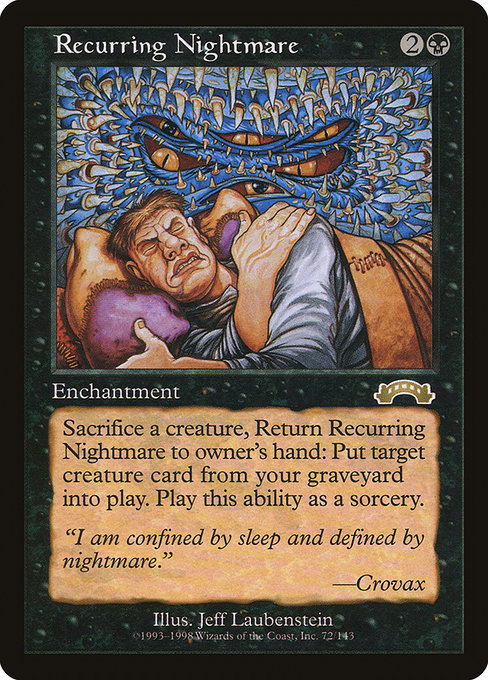 Recurring Nightmare 2
Enchantment
Sacrifice a creature, Return Recurring
Nightmare to owner's hand: Put target
creature card from your graveyard
into play. Play this ability as a sorcery.
“I am confined by sleep and defined by
nightmare.”
—Crovax
Illus. Jeff Laubenstein
©1993–1998 Wizards of the Coast, Inc. 72/143